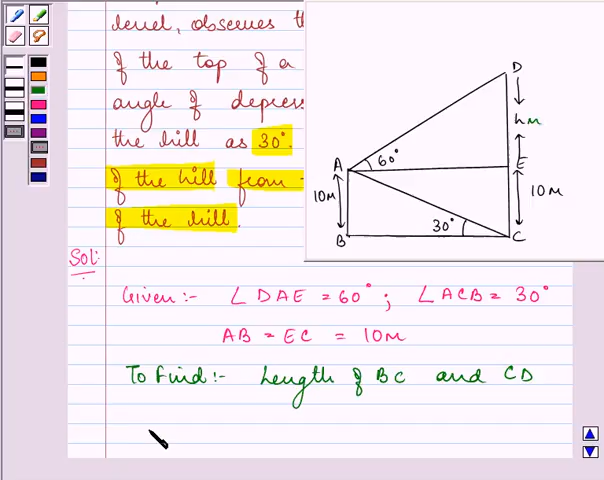 level, observes th
of the top of a
angle of depress
the hill as 30°.
of the hill from
of the hill.
D
hM
A
60°
E
10M
10M
30°
B
C
Sol:
Given:- ∠DAE = 60° ; ∠ACB = 30°
AB = EC = 10M
To Find:- Length of BC and CD